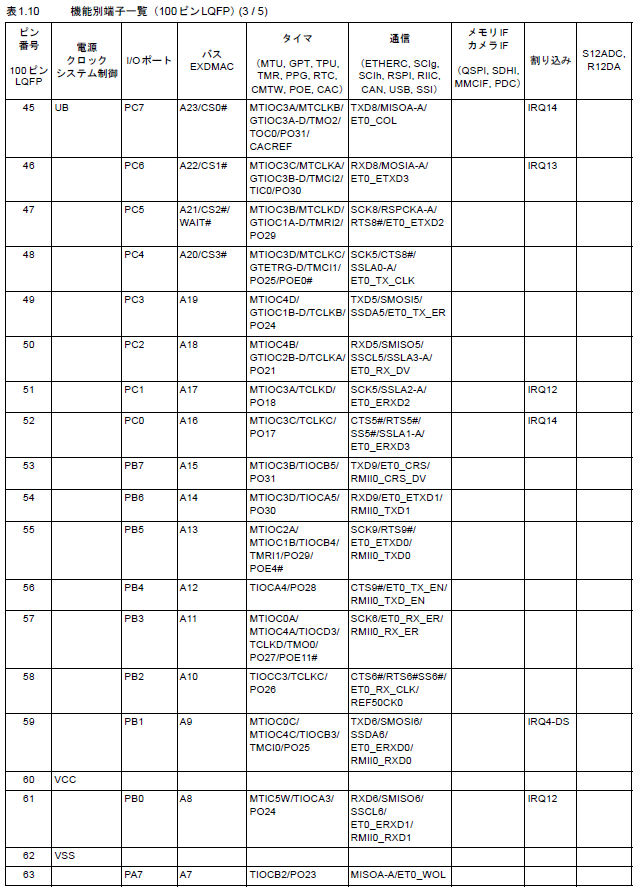 表1.10 機能別端子一覧（100ピンLQFP）(3 / 5)
ピン番号 100ピンLQFP | 電源 クロック システム制御 | I/Oポート | バス EXDMAC | タイマ （MTU, GPT, TPU, TMR, PPG, RTC, CMTW, POE, CAC） | 通信 （ETHERC, SCIg, SCIh, RSPI, RIIC, CAN, USB, SSI） | メモリIF カメラIF （QSPI, SDHI, MMCIF, PDC） | 割り込み | S12ADC, R12DA
45 UB PC7 A23/CS0# MTIOC3A/MTCLKB/ TXD8/MISOA-A/ IRQ14
GTIOC3A-D/TMO2/ ET0_COL
TOC0/PO31/
CACREF
46 PC6 A22/CS1# MTIOC3C/MTCLKA/ RXD8/MOSIA-A/ IRQ13
GTIOC3B-D/TMCI2/ ET0_ETXD3
TIC0/PO30
47 PC5 A21/CS2#/ MTIOC3B/MTCLKD/ SCK8/RSPCKA-A/
WAIT# GTIOC1A-D/TMRI2/ RTS8#/ET0_ETXD2
PO29
48 PC4 A20/CS3# MTIOC3D/MTCLKC/ SCK5/CTS8#/
GTETRG-D/TMCI1/ SSLA0-A/
PO25/POE0# ET0_TX_CLK
49 PC3 A19 MTIOC4D/ TXD5/SMOSI5/
GTIOC1B-D/TCLKB/ SSDA5/ET0_TX_ER
PO24
50 PC2 A18 MTIOC4B/ RXD5/SMISO5/
GTIOC2B-D/TCLKA/ SSCL5/SSLA3-A/
PO21 ET0_RX_DV
51 PC1 A17 MTIOC3A/TCLKD/ SCK5/SSLA2-A/ IRQ12
PO18 ET0_ERXD2
52 PC0 A16 MTIOC3C/TCLKC/ CTS5#/RTS5#/ IRQ14
PO17 SS5#/SSLA1-A/
ET0_ERXD3
53 PB7 A15 MTIOC3B/TIOCB5/ TXD9/ET0_CRS/
PO31 RMII0_CRS_DV
54 PB6 A14 MTIOC3D/TIOCA5/ RXD9/ET0_ETXD1/
PO30 RMII0_TXD1
55 PB5 A13 MTIOC2A/ SCK9/RTS9#/
MTIOC1B/TIOCB4/ ET0_ETXD0/
TMRI1/PO29/ RMII0_TXD0
POE4#
56 PB4 A12 TIOCA4/PO28 CTS9#/ET0_TX_EN/
RMII0_TXD_EN
57 PB3 A11 MTIOC0A/ SCK6/ET0_RX_ER/
MTIOC4A/TIOCD3/ RMII0_RX_ER
TCLKD/TMO0/
PO27/POE11#
58 PB2 A10 TIOCC3/TCLKC/ CTS6#/RTS6#SS6#/
PO26 ET0_RX_CLK/
REF50CK0
59 PB1 A9 MTIOC0C/ TXD6/SMOSI6/ IRQ4-DS
MTIOC4C/TIOCB3/ SSDA6/
TMCI0/PO25 ET0_ERXD0/
RMII0_RXD0
60 VCC
61 PB0 A8 MTIC5W/TIOCA3/ RXD6/SMISO6/ IRQ12
PO24 SSCL6/
ET0_ERXD1/
RMII0_RXD1
62 VSS
63 PA7 A7 TIOCB2/PO23 MISOA-A/ET0_WOL